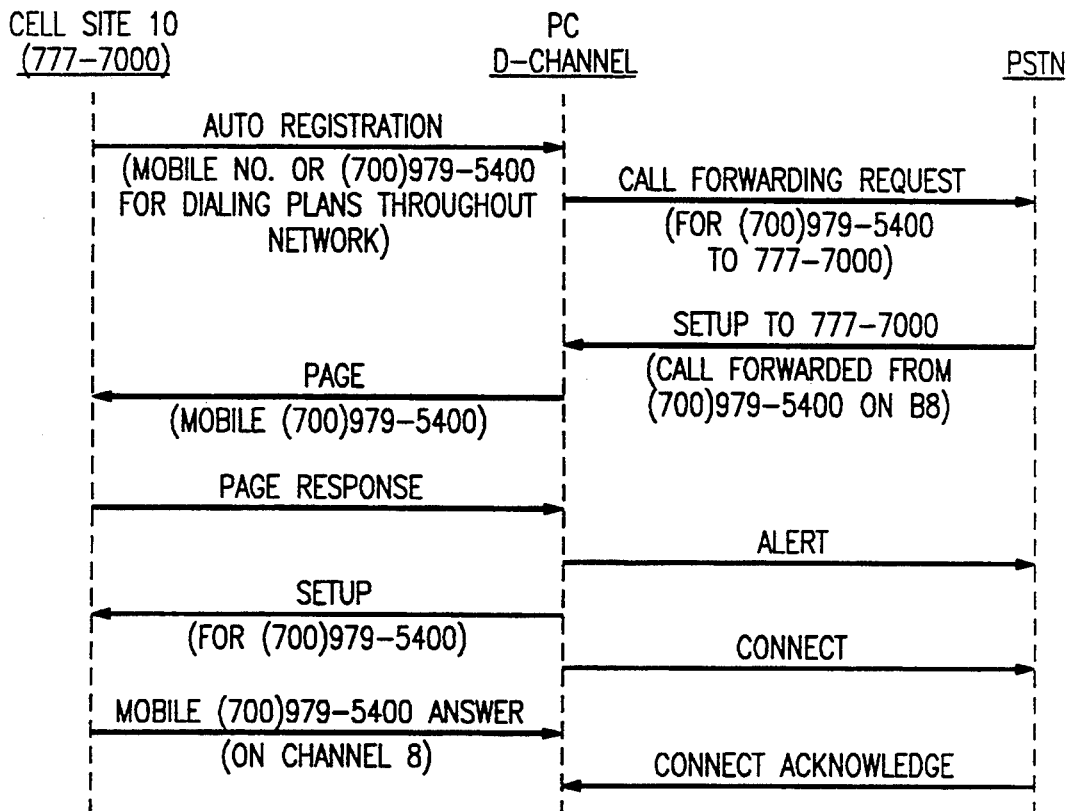 CELL SITE 10
(777-7000)
PC
D-CHANNEL
PSTN
AUTO REGISTRATION
(MOBILE NO. OR (700)979-5400
FOR DIALING PLANS THROUGHOUT
NETWORK)
CALL FORWARDING REQUEST
(FOR (700)979-5400
TO 777-7000)
SETUP TO 777-7000
(CALL FORWARDED FROM
(700)979-5400 ON B8)
PAGE
(MOBILE (700)979-5400)
PAGE RESPONSE
ALERT
SETUP
(FOR (700)979-5400)
CONNECT
MOBILE (700)979-5400 ANSWER
(ON CHANNEL 8)
CONNECT ACKNOWLEDGE